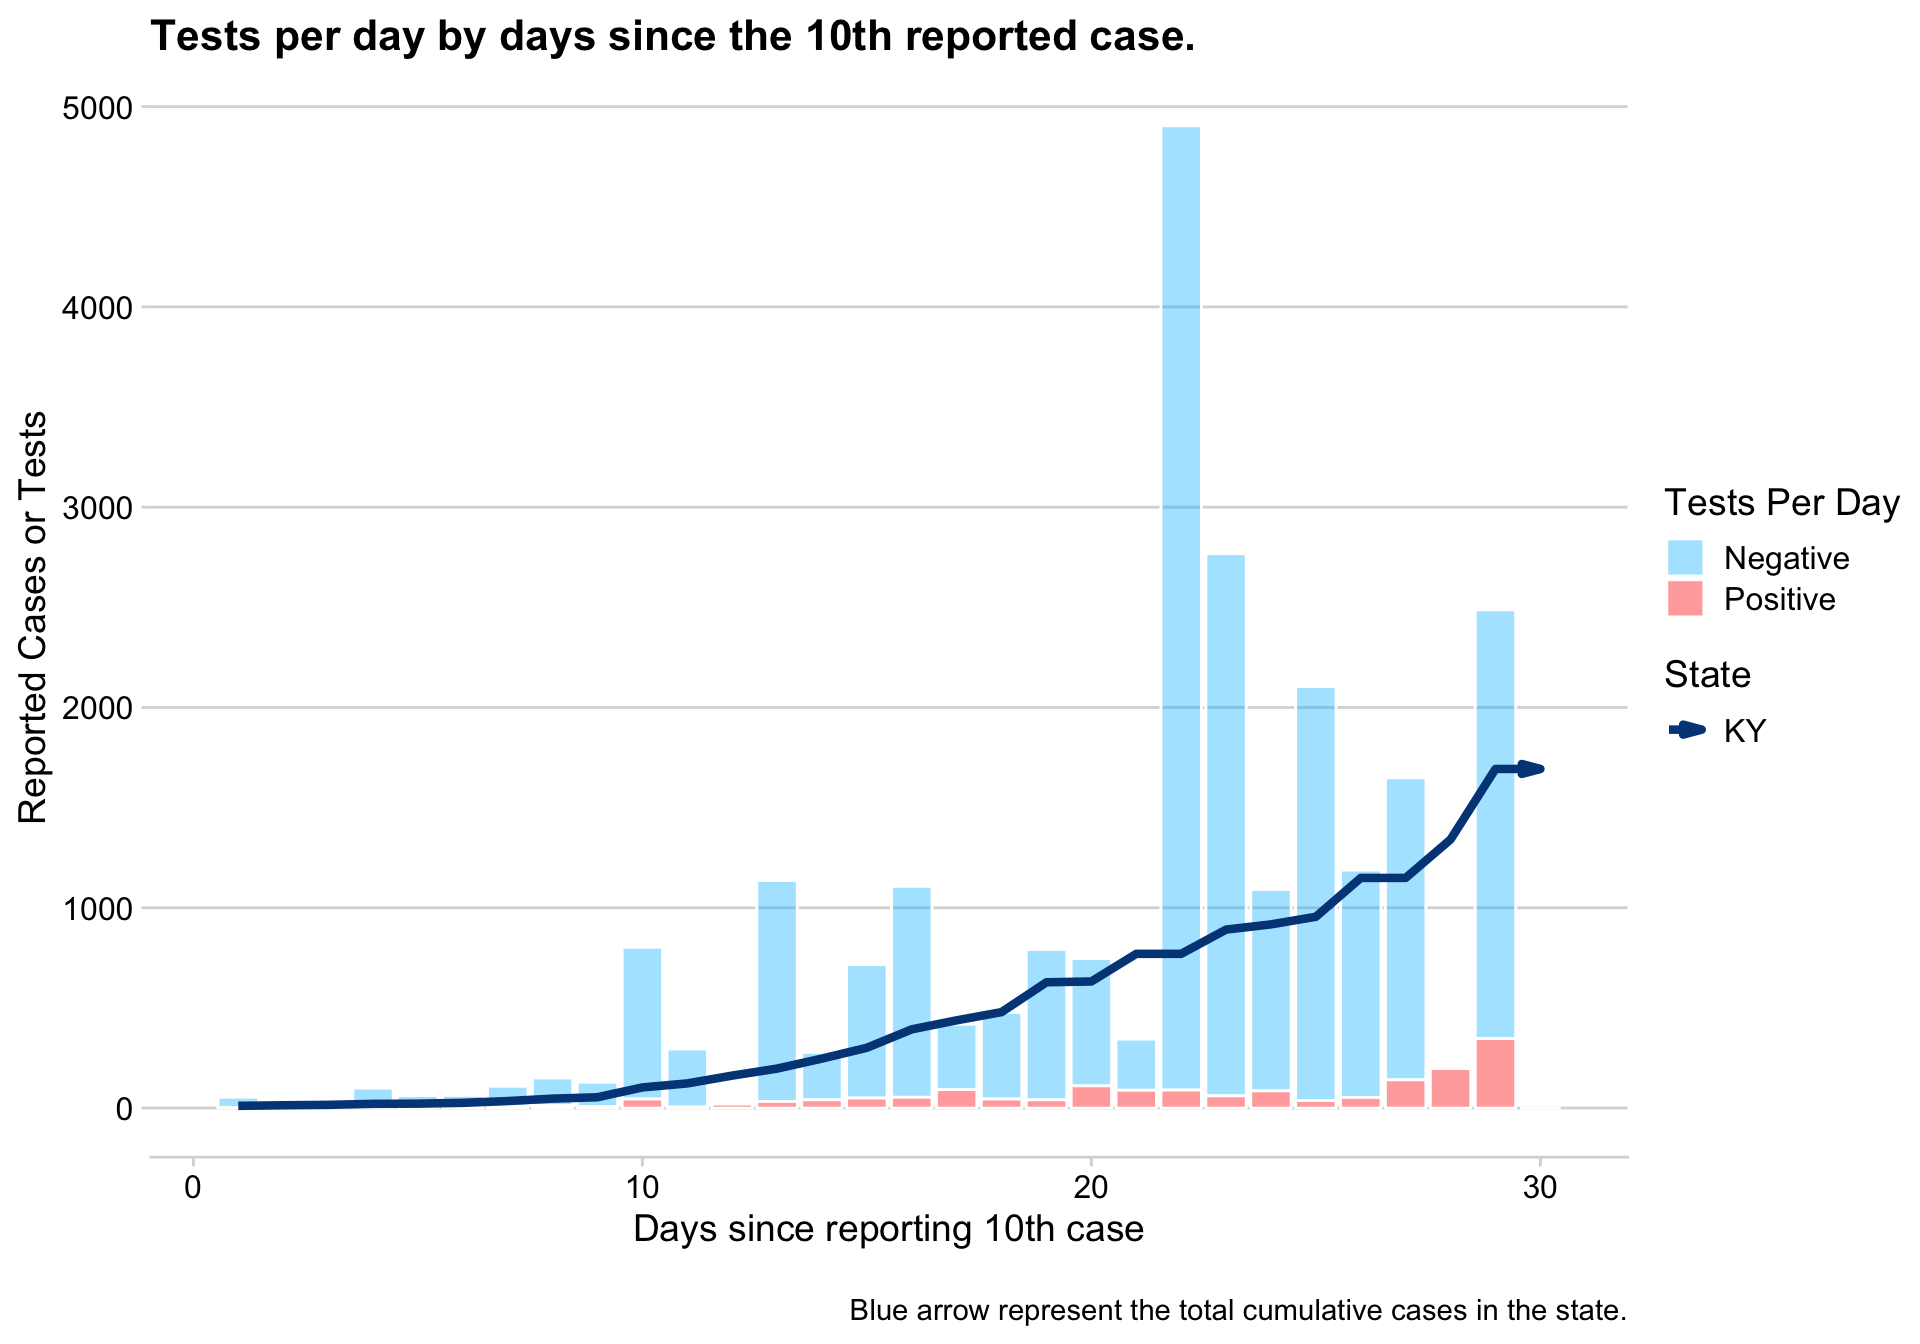 Tests per day by days since the 10th reported case.
5000
4000
3000
2000
1000
0
Reported Cases or Tests
0 10 20 30
Days since reporting 10th case
Tests Per Day
Negative
Positive
State
KY
Blue arrow represent the total cumulative cases in the state.